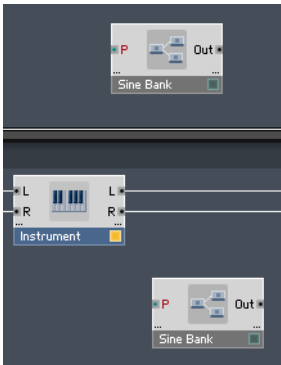 P Out
... ...
Sine Bank
L L
R R
... ...
Instrument
P Out
... ...
Sine Bank